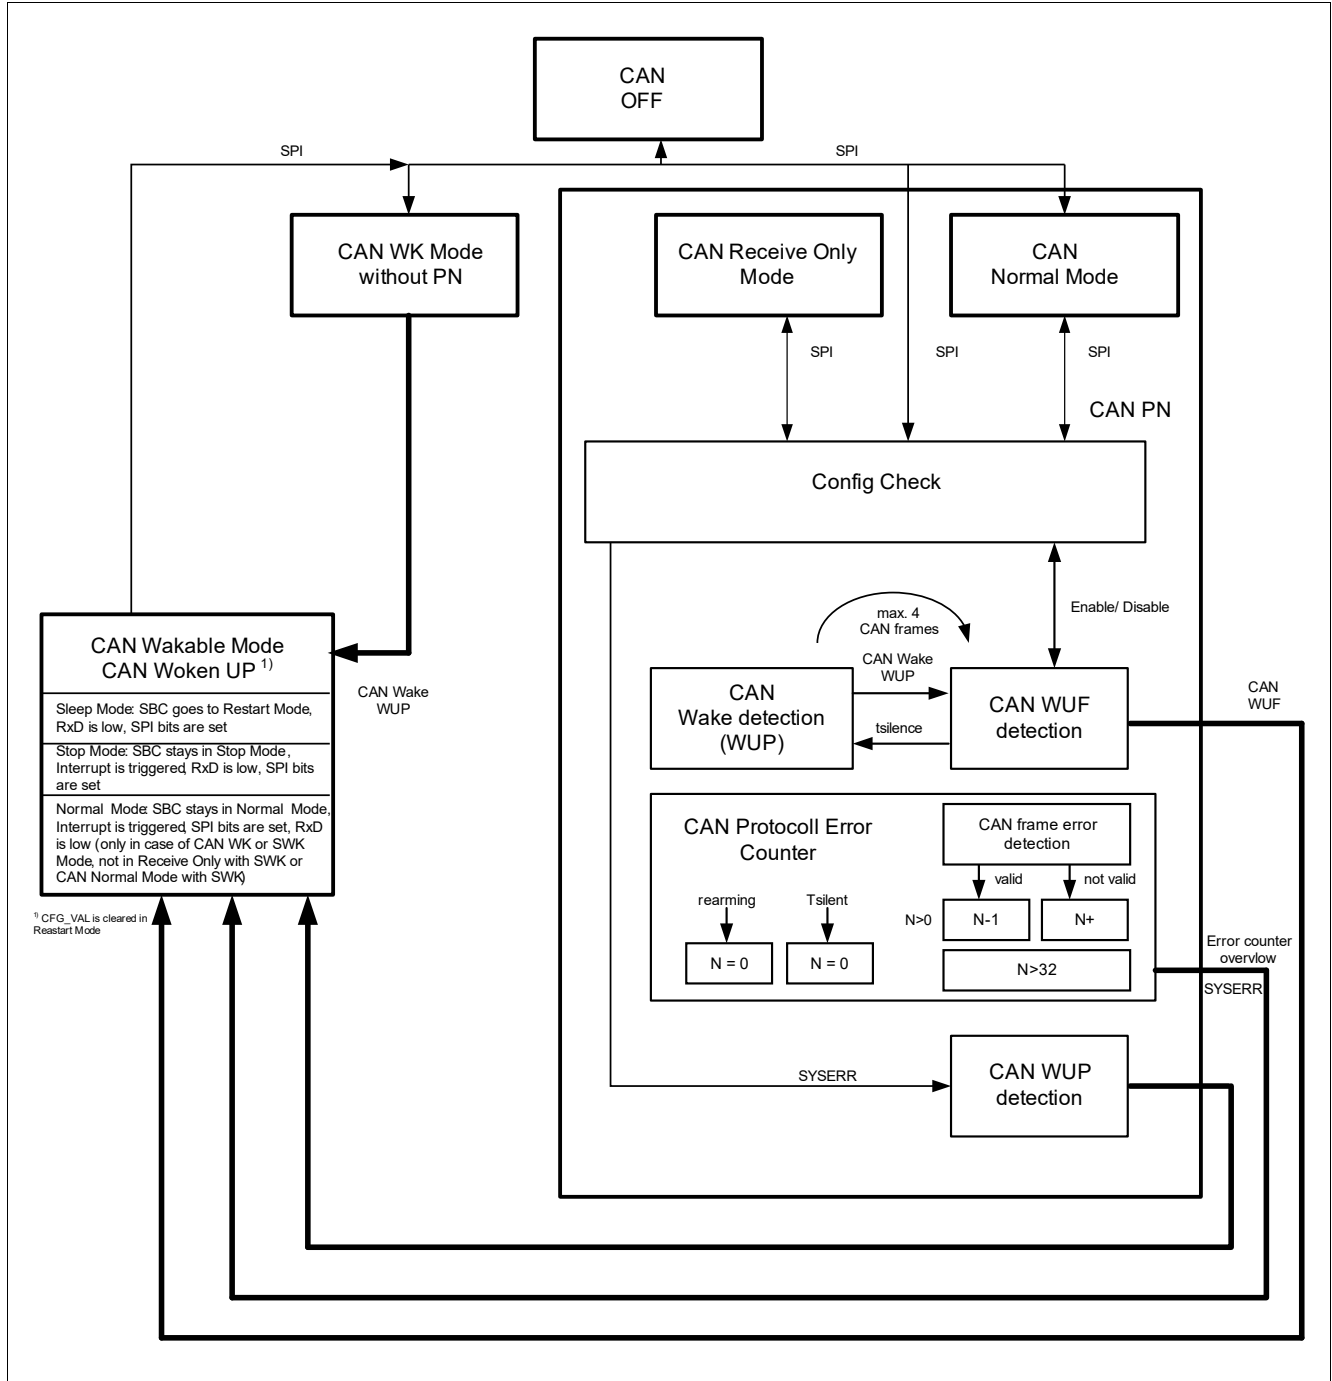 CAN
OFF
SPI
SPI
CAN WK Mode
without PN
CAN Receive Only
Mode
CAN
Normal Mode
SPI
SPI
SPI
CAN PN
Config Check
Enable/ Disable
max. 4
CAN frames
CAN Wake
WUP
CAN
Wake detection
(WUP)
tsilence
CAN WUF
detection
CAN
WUF
CAN Wakable Mode
CAN Woken UP 1)
Sleep Mode: SBC goes to Restart Mode,
RxD is low, SPI bits are set
Stop Mode: SBC stays in Stop Mode,
Interrupt is triggered, RxD is low, SPI bits
are set
Normal Mode: SBC stays in Normal Mode,
Interrupt is triggered, SPI bits are set, RxD
is low (only in case of CAN WK or SWK
Mode, not in Receive Only with SWK or
CAN Normal Mode with SWK)
1) CFG_VAL is cleared in
Reastart Mode
CAN Wake
WUP
CAN Protocoll Error
Counter
CAN frame error
detection
valid
not valid
rearming
Tsilent
N>0
N-1
N+
N = 0
N = 0
N>32
Error counter
overvlow
SYSERR
SYSERR
CAN WUP
detection